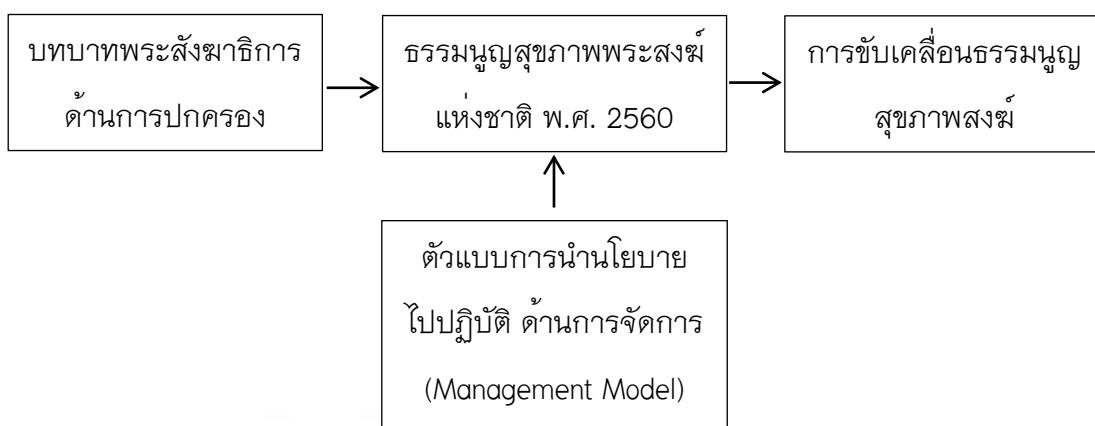 บทบาทพระสังฆาธิการ
ด้านการปกครอง
ธรรมนูญสุขภาพพระสงฆ์
แห่งชาติ พ.ศ. 2560
การขับเคลื่อนธรรมนูญ
สุขภาพสงฆ์
ตัวแบบการนำนโยบาย
ไปปฏิบัติ ด้านการจัดการ
(Management Model)